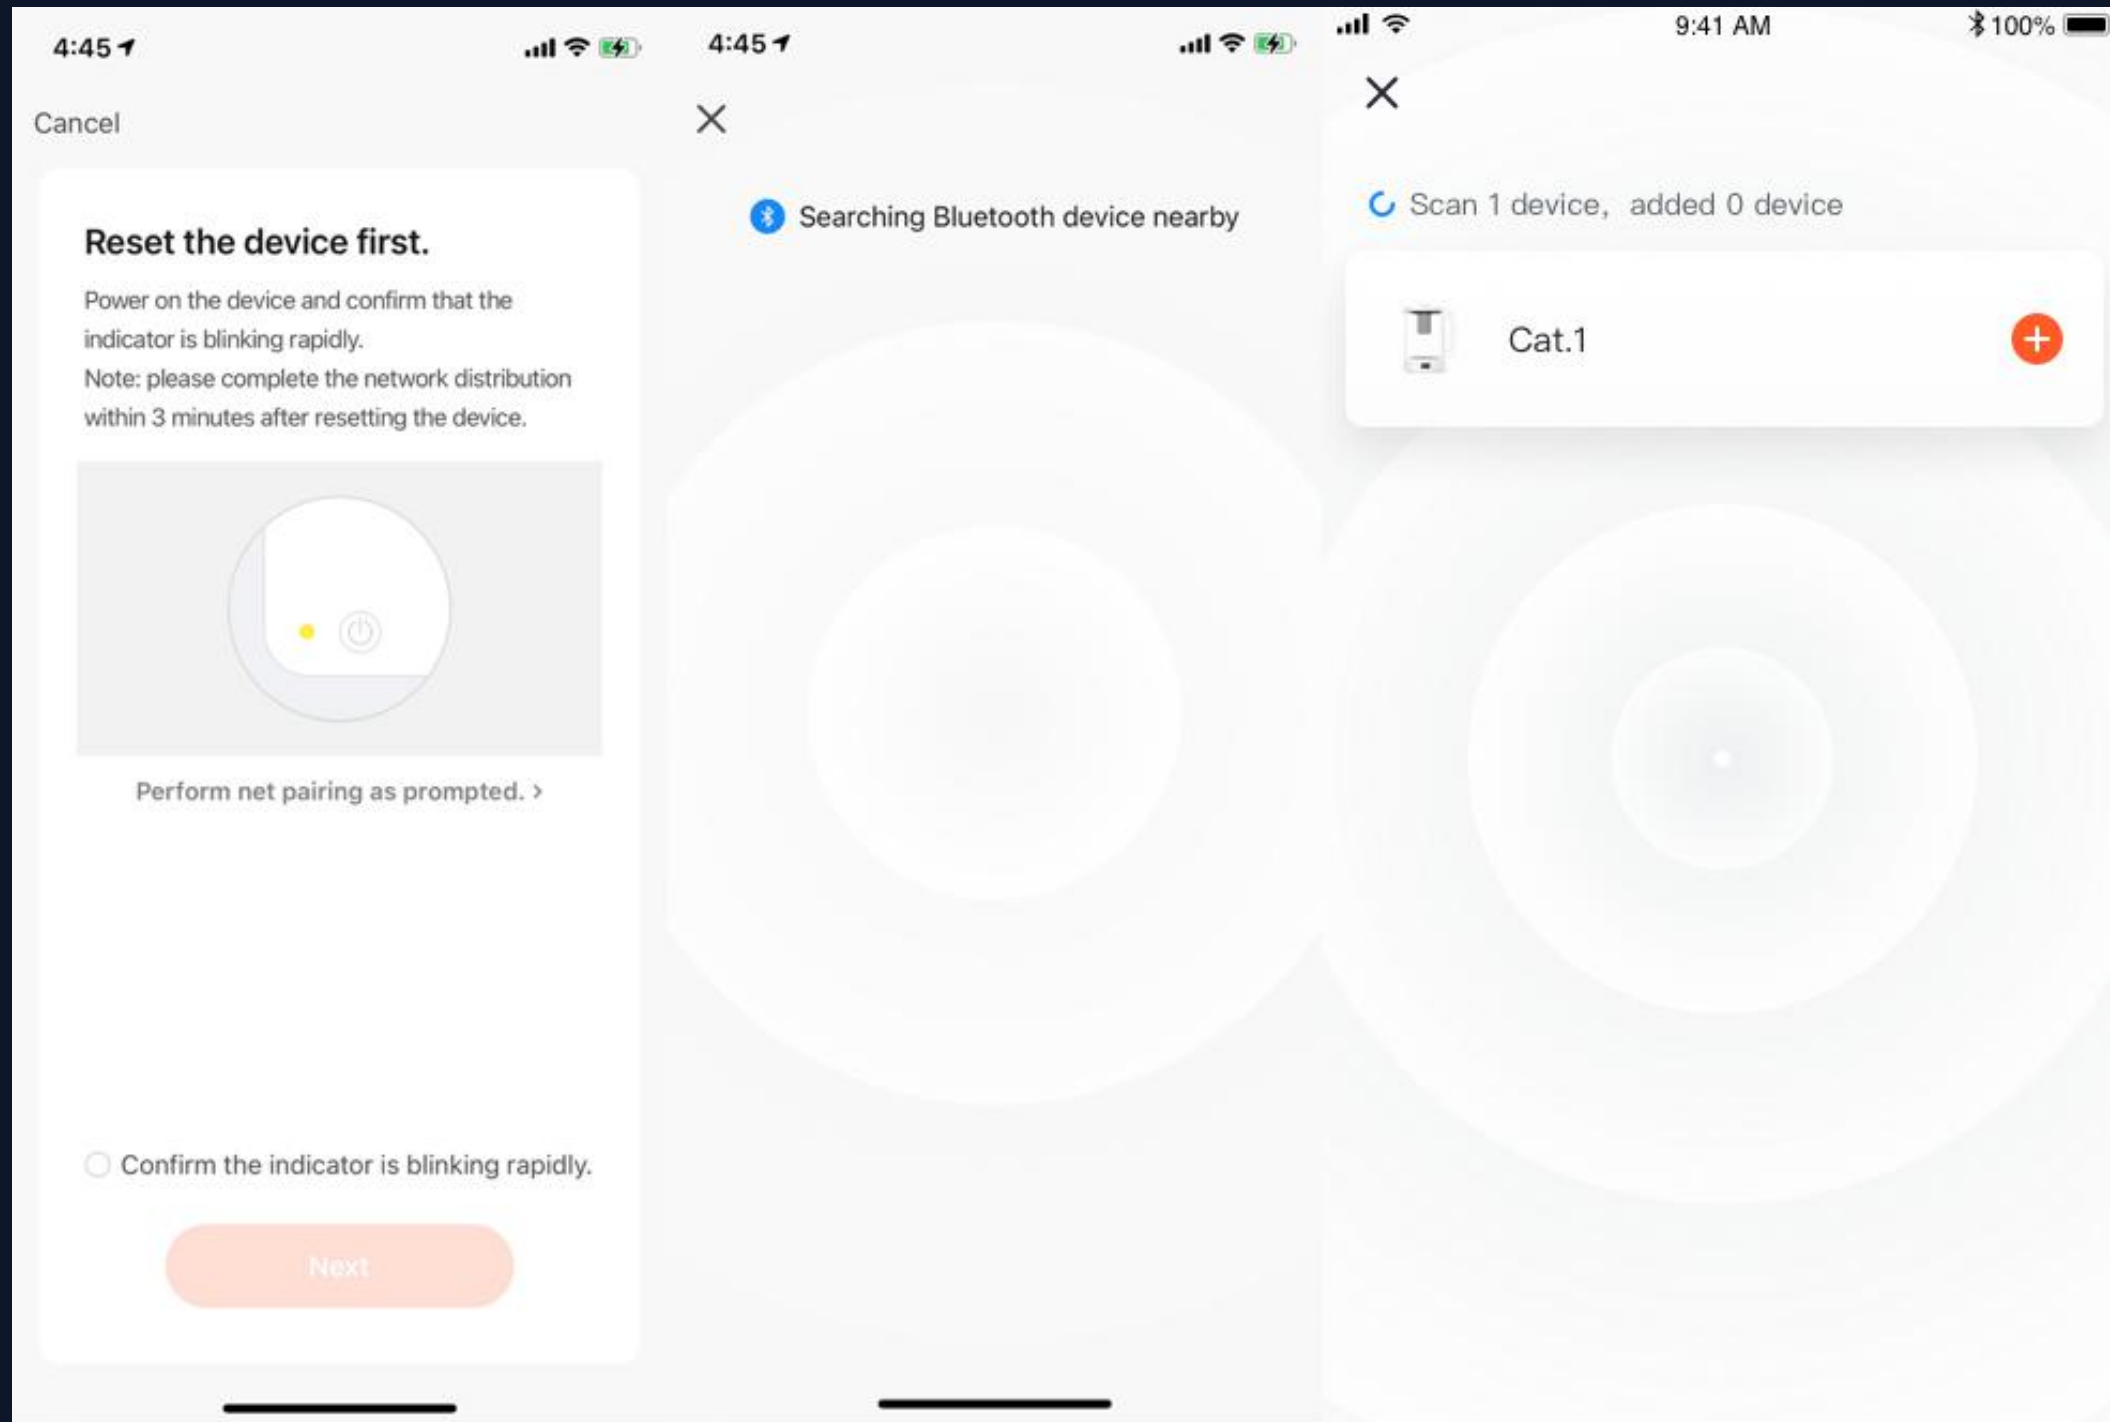 4:45
Cancel
Reset the device first.
Power on the device and confirm that the
indicator is blinking rapidly.
Note: please complete the network distribution
within 3 minutes after resetting the device.
Perform net pairing as prompted. >
Confirm the indicator is blinking rapidly.
Next
4:45
Searching Bluetooth device nearby
9:41 AM
100%
Scan 1 device, added 0 device
Cat.1